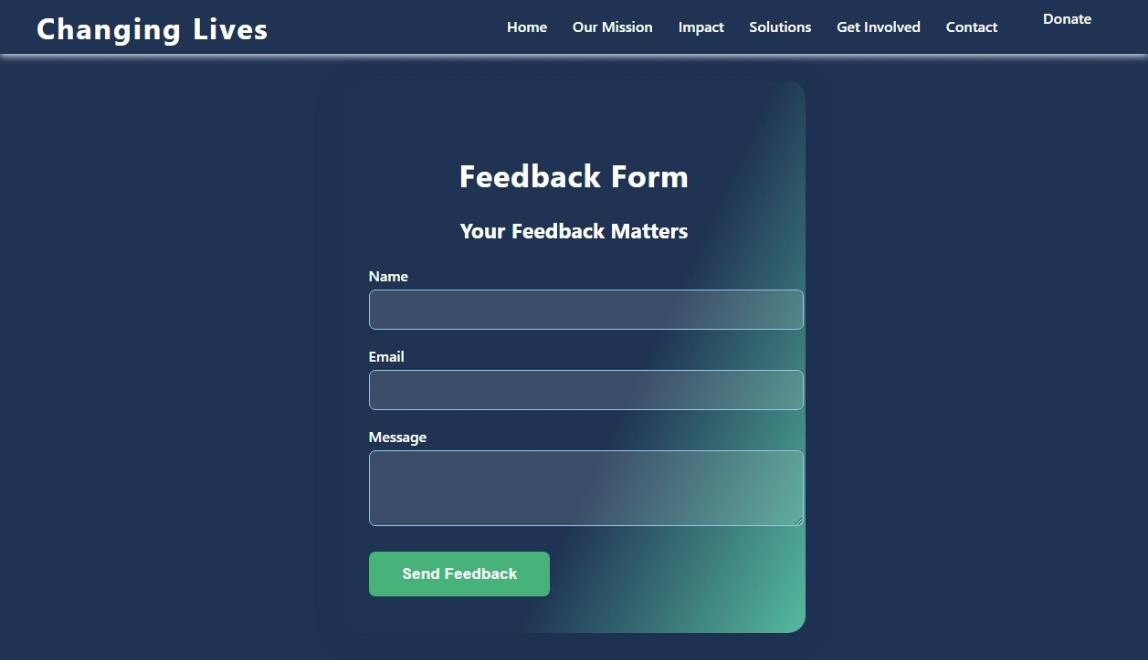 Changing Lives
Home Our Mission Impact Solutions Get Involved Contact Donate
Feedback Form
Your Feedback Matters
Name
Email
Message
Send Feedback